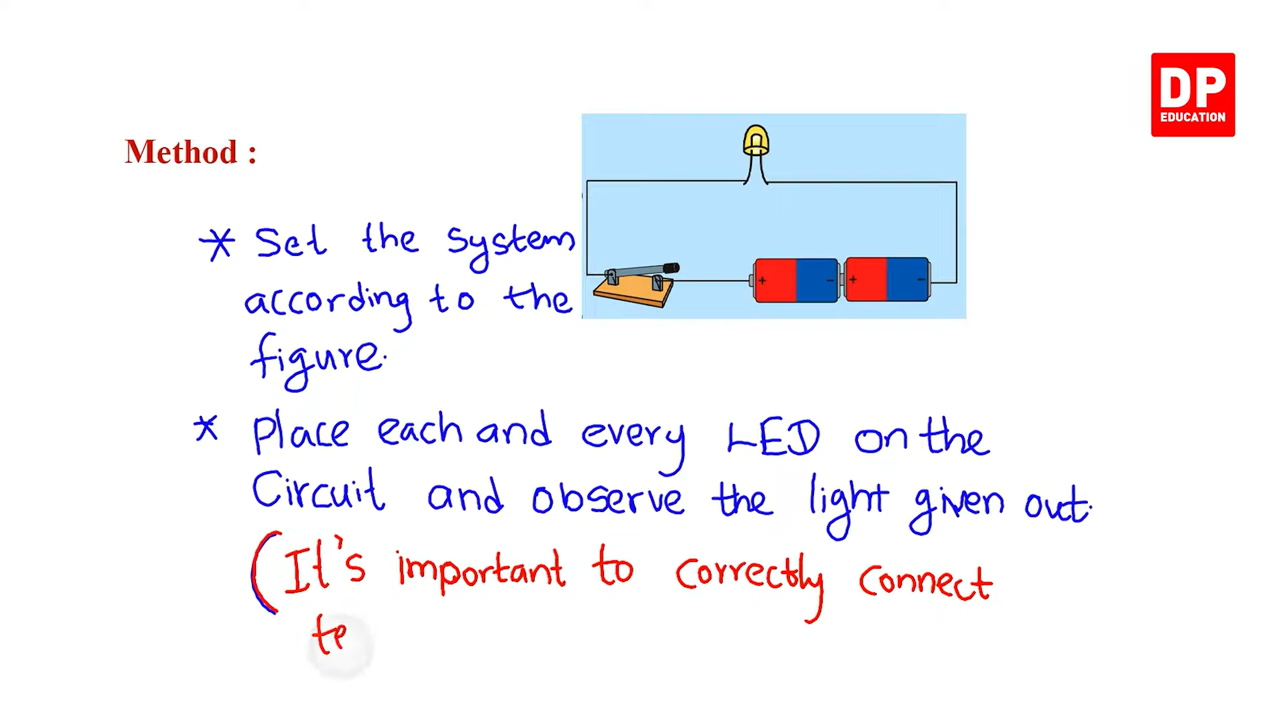 DP
EDUCATION
Method :
* Set the system
according to the
figure.
* Place each and every LED on the
Circuit and observe the light given out.
(It's important to correctly connect
te
+ - + -